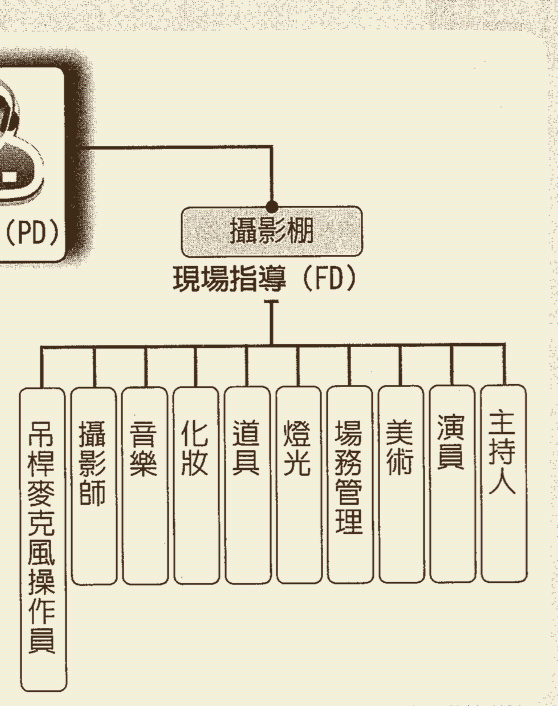 (PD)
攝影棚
現場指導(FD)
吊桿麥克風操作員
攝影師
音樂
化妝
道具
燈光
場務管理
美術
演員
主持人